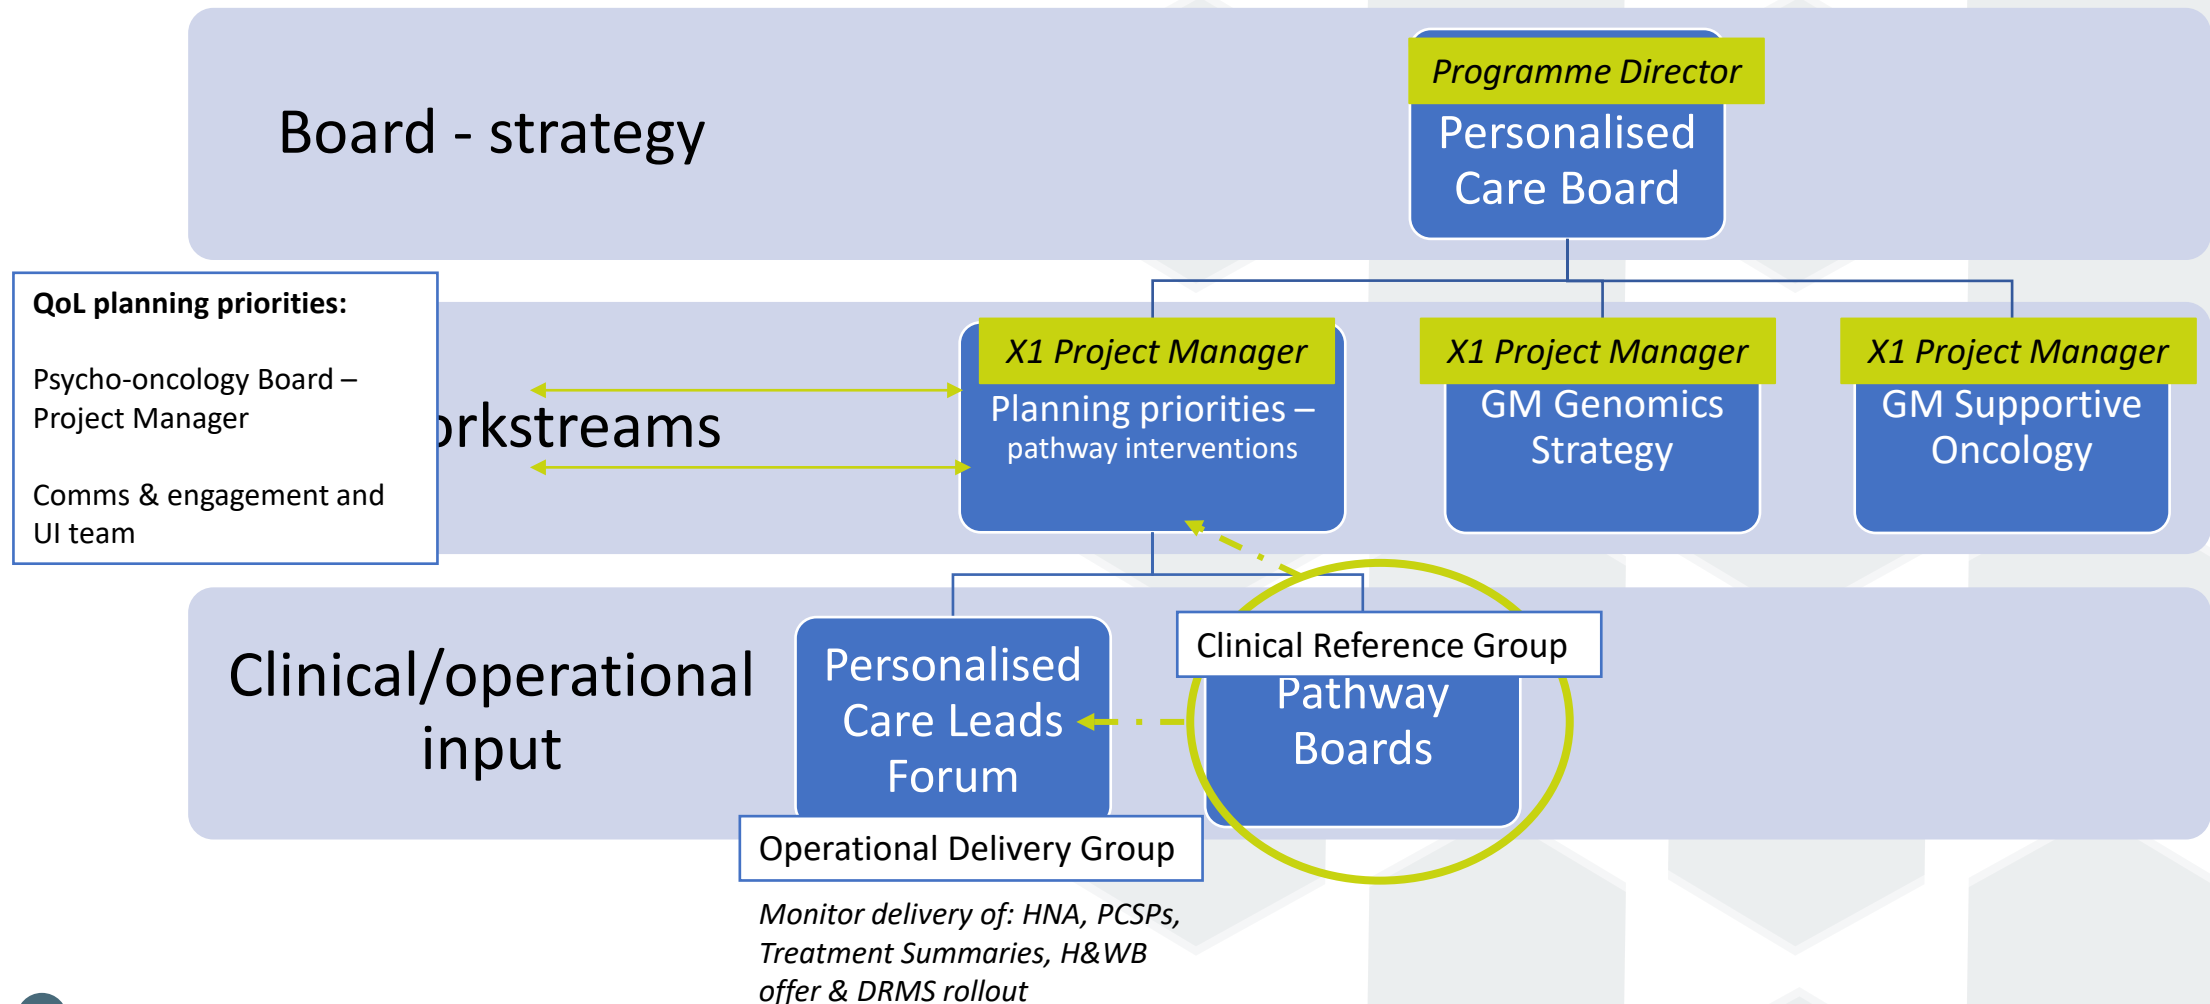 Programme Director
Board - strategy
Personalised
Care Board
QoL planning priorities:
Psycho-oncology Board –
Project Manager
Comms & engagement and
UI team
orkstreams
X1 Project Manager
Planning priorities –
pathway interventions
X1 Project Manager
GM Genomics
Strategy
X1 Project Manager
GM Supportive
Oncology
Clinical/operational
input
Personalised
Care Leads
Forum
Clinical Reference Group
Pathway
Boards
Operational Delivery Group
Monitor delivery of: HNA, PCSPs,
Treatment Summaries, H&WB
offer & DRMS rollout